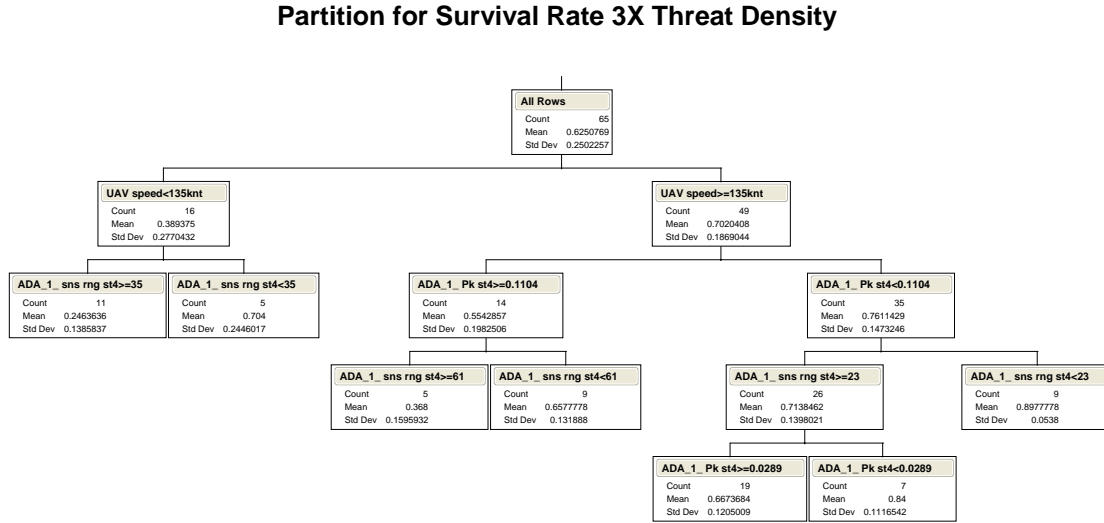 Partition for Survival Rate 3X Threat Density
All Rows
Count 65
Mean 0.6250769
Std Dev 0.2502257
UAV speed<135knt
Count 16
Mean 0.389375
Std Dev 0.2770432
UAV speed>=135knt
Count 49
Mean 0.7020408
Std Dev 0.1869044
ADA_1_ sns rng st4>=35
Count 11
Mean 0.2463636
Std Dev 0.1385837
ADA_1_ sns rng st4<35
Count 5
Mean 0.704
Std Dev 0.2446017
ADA_1_ Pk st4>=0.1104
Count 14
Mean 0.5542857
Std Dev 0.1982506
ADA_1_ Pk st4<0.1104
Count 35
Mean 0.7611429
Std Dev 0.1473246
ADA_1_ sns rng st4>=61
Count 5
Mean 0.368
Std Dev 0.1595932
ADA_1_ sns rng st4<61
Count 9
Mean 0.6577778
Std Dev 0.131888
ADA_1_ sns rng st4>=23
Count 26
Mean 0.7138462
Std Dev 0.1398021
ADA_1_ sns rng st4<23
Count 9
Mean 0.8977778
Std Dev 0.0538
ADA_1_ Pk st4>=0.0289
Count 19
Mean 0.6673684
Std Dev 0.1205009
ADA_1_ Pk st4<0.0289
Count 7
Mean 0.84
Std Dev 0.1116542